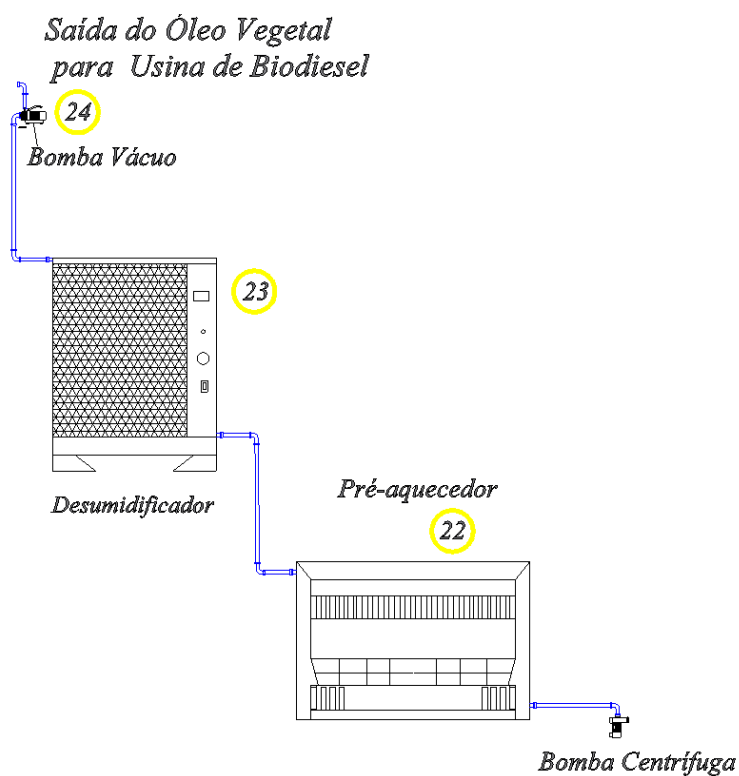 Saída do Óleo Vegetal
para Usina de Biodiesel
24
Bomba Vácuo
23
Desumidificador
Pré-aquecedor
22
Bomba Centrífuga